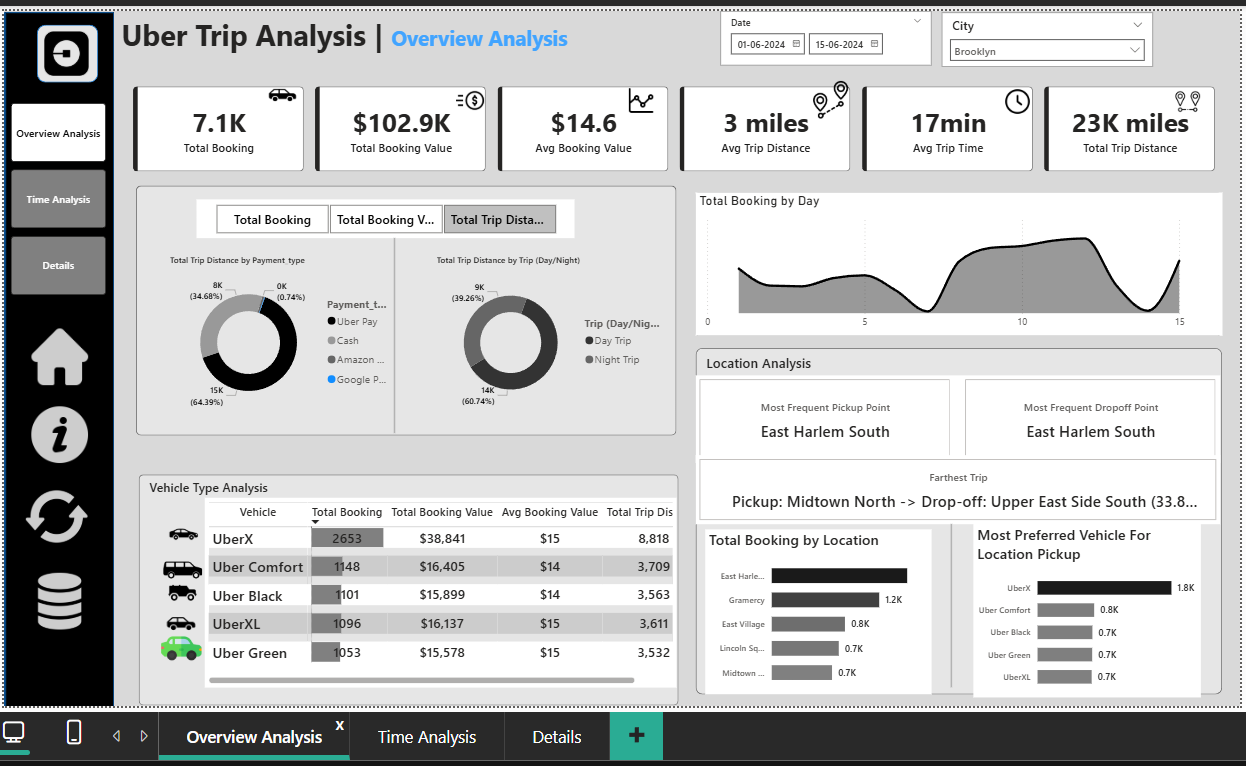 Uber Trip Analysis | Overview Analysis
Date
01-06-2024 15-06-2024
City
Brooklyn
Overview Analysis
Time Analysis
Details
7.1K
Total Booking
$102.9K
Total Booking Value
$14.6
Avg Booking Value
3 miles
Avg Trip Distance
17min
Avg Trip Time
23K miles
Total Trip Distance
Total Booking Total Booking V... Total Trip Dista...
Total Trip Distance by Payment_type
8K
(34.68%)
0K
(0.74%)
15K
(64.39%)
Payment_t...
Uber Pay
Cash
Amazon ...
Google P...
Total Trip Distance by Trip (Day/Night)
9K
(39.26%)
14K
(60.74%)
Trip (Day/Nig...
Day Trip
Night Trip
Total Booking by Day
0 5 10 15
Vehicle Type Analysis
Vehicle Total Booking Total Booking Value Avg Booking Value Total Trip Dis
UberX 2653 $38,841 $15 8,818
Uber Comfort 1148 $16,405 $14 3,709
Uber Black 1101 $15,899 $14 3,563
UberXL 1096 $16,137 $15 3,611
Uber Green 1053 $15,578 $15 3,532
Location Analysis
Most Frequent Pickup Point
East Harlem South
Most Frequent Dropoff Point
East Harlem South
Farthest Trip
Pickup: Midtown North -> Drop-off: Upper East Side South (33.8...
Total Booking by Location
East Harle...
Gramercy 1.2K
East Village 0.8K
Lincoln Sq... 0.7K
Midtown ... 0.7K
Most Preferred Vehicle For
Location Pickup
UberX 1.8K
Uber Comfort 0.8K
Uber Black 0.7K
Uber Green 0.7K
UberXL 0.7K
Overview Analysis x Time Analysis Details +